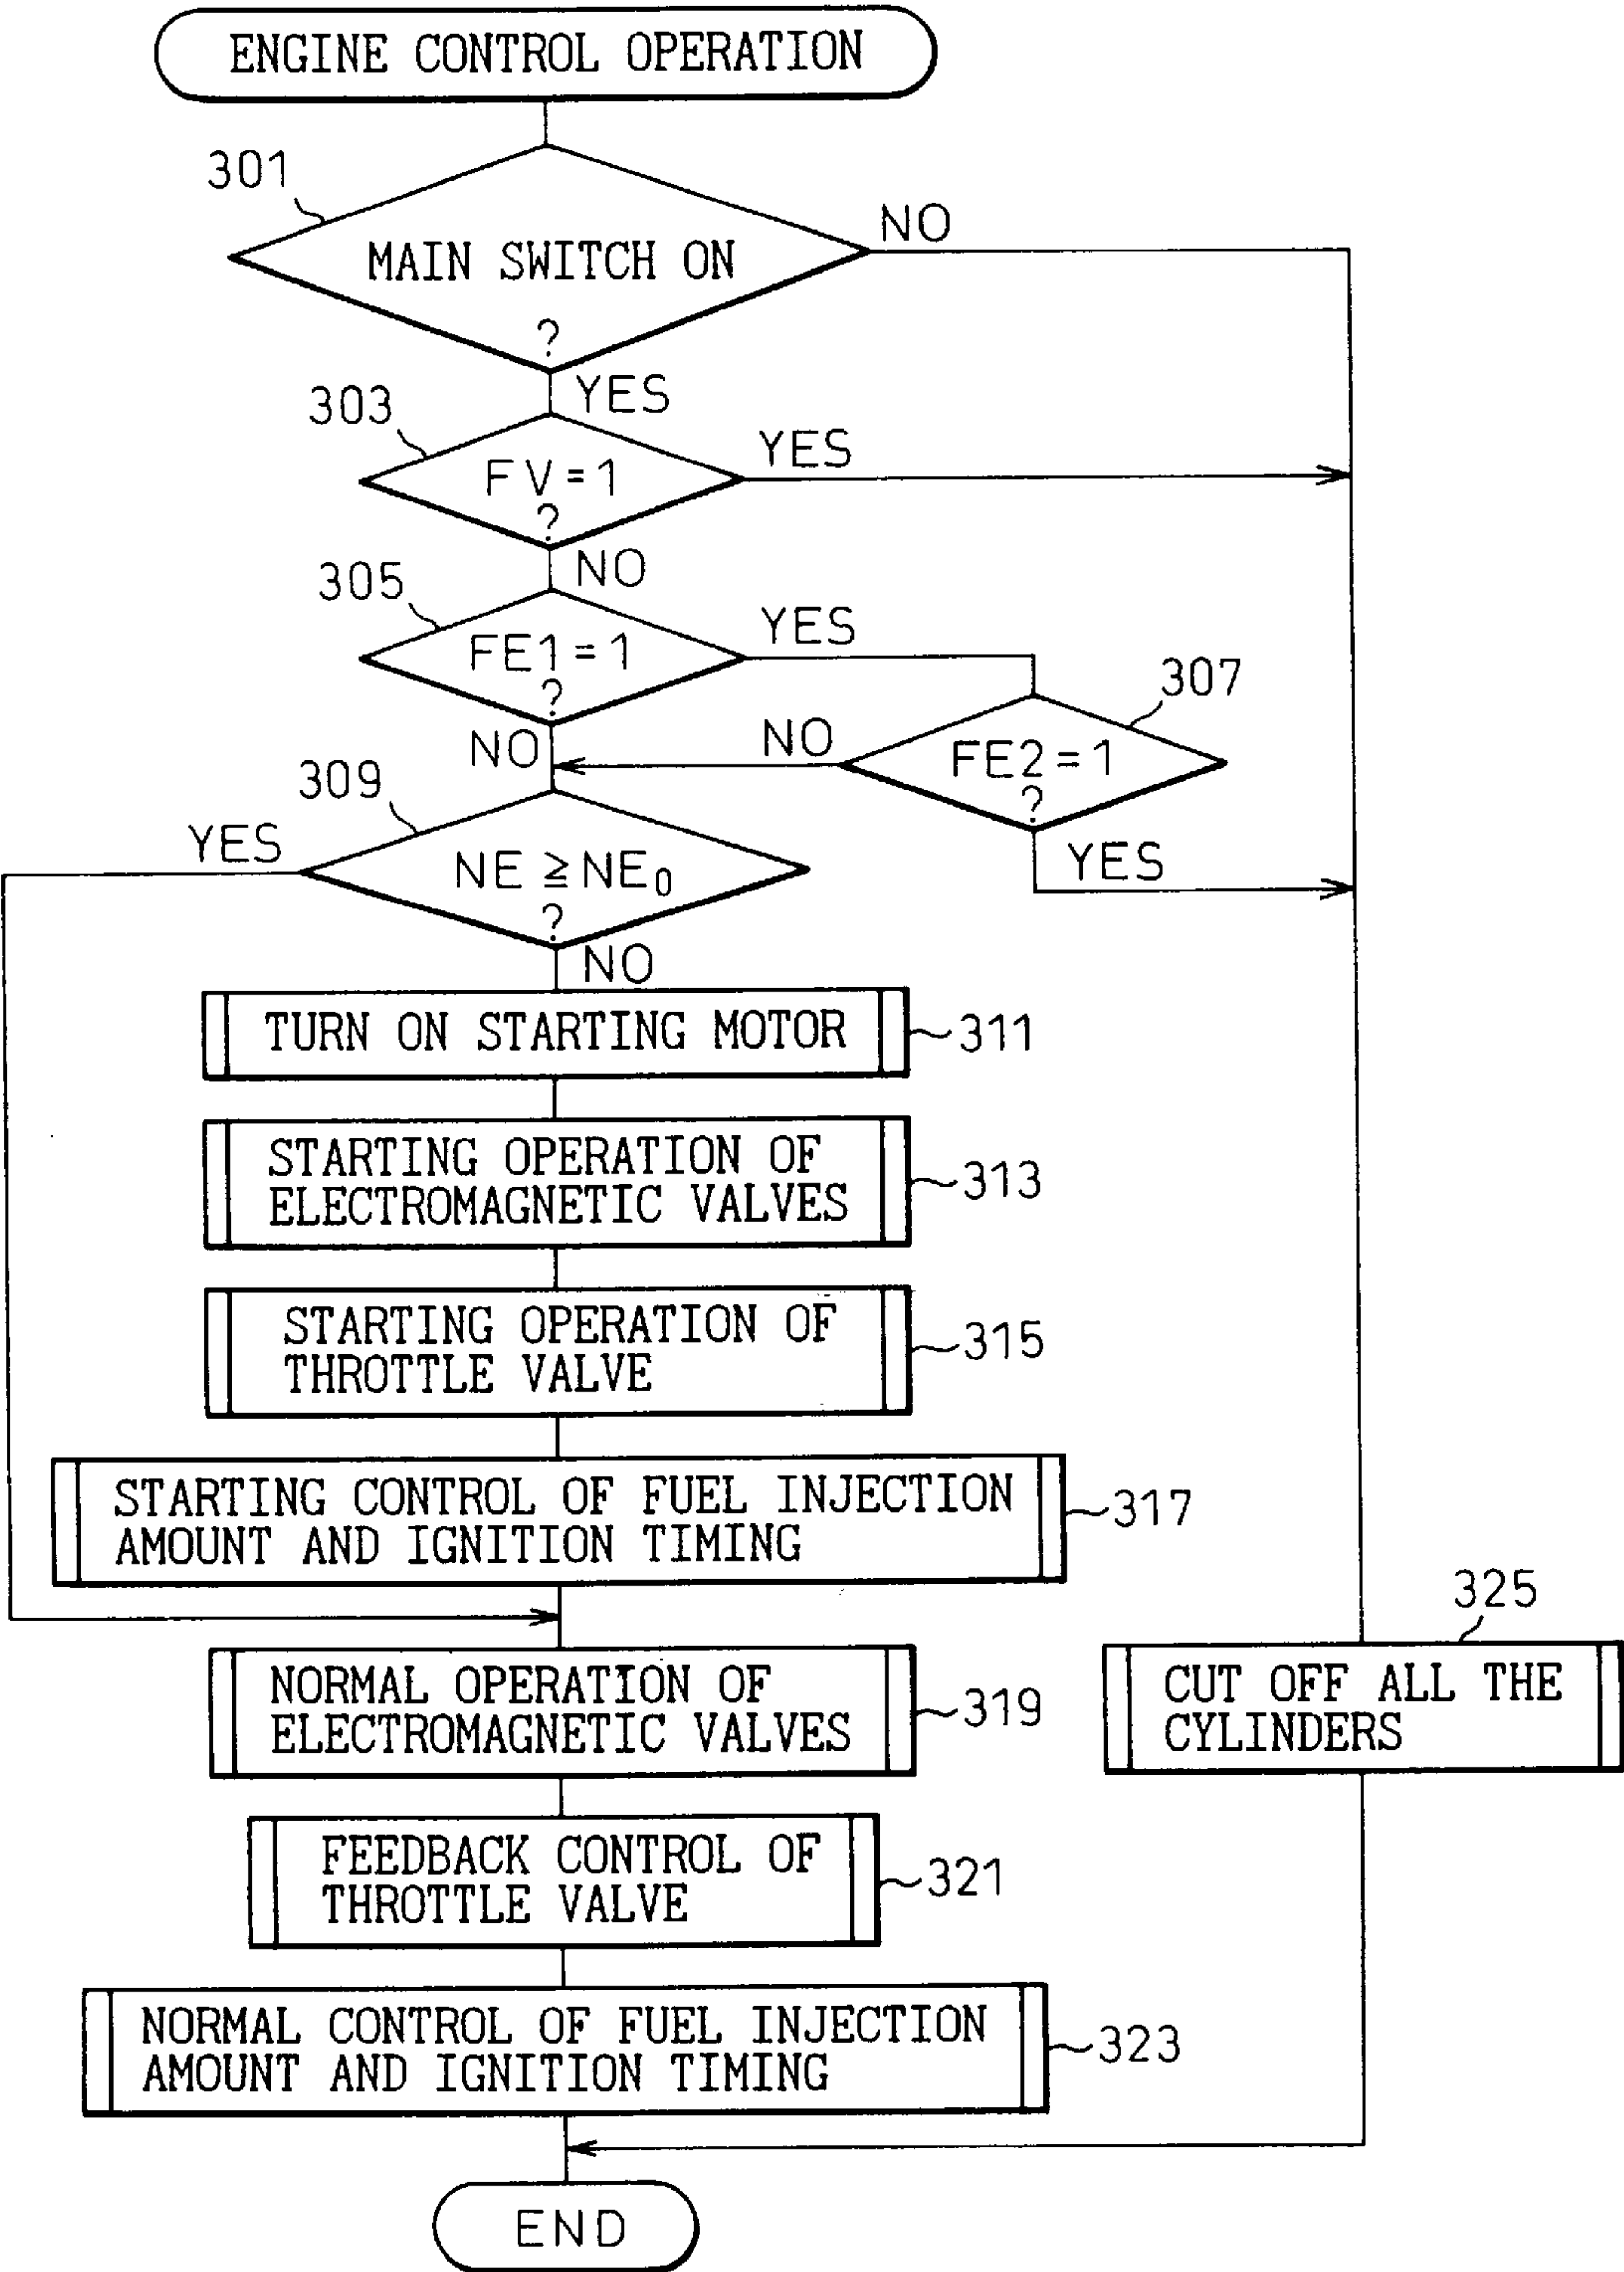 ENGINE CONTROL OPERATION
301
MAIN SWITCH ON
?
NO
YES
303
FV=1
?
YES
NO
305
FE1=1
?
YES
NO
307
FE2=1
?
NO
YES
309
NE ≧ NE₀
?
YES
NO
TURN ON STARTING MOTOR
311
STARTING OPERATION OF
ELECTROMAGNETIC VALVES
313
STARTING OPERATION OF
THROTTLE VALVE
315
STARTING CONTROL OF FUEL INJECTION
AMOUNT AND IGNITION TIMING
317
325
NORMAL OPERATION OF
ELECTROMAGNETIC VALVES
319
CUT OFF ALL THE
CYLINDERS
FEEDBACK CONTROL OF
THROTTLE VALVE
321
NORMAL CONTROL OF FUEL INJECTION
AMOUNT AND IGNITION TIMING
323
END